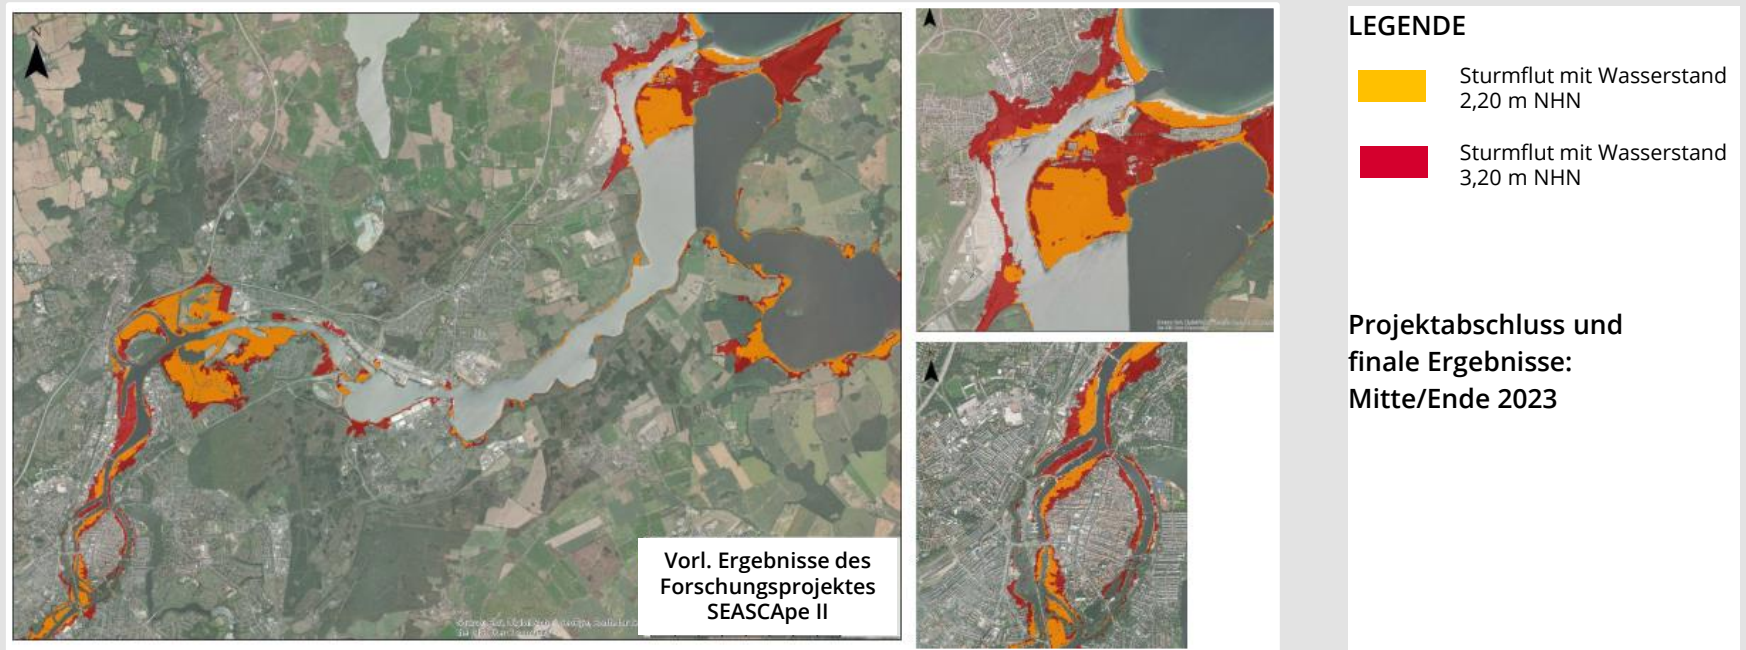 N
Vorl. Ergebnisse des
Forschungsprojektes
SEASCApe II
LEGENDE
Sturmflut mit Wasserstand
2,20 m NHN
Sturmflut mit Wasserstand
3,20 m NHN
Projektabschluss und
finale Ergebnisse:
Mitte/Ende 2023